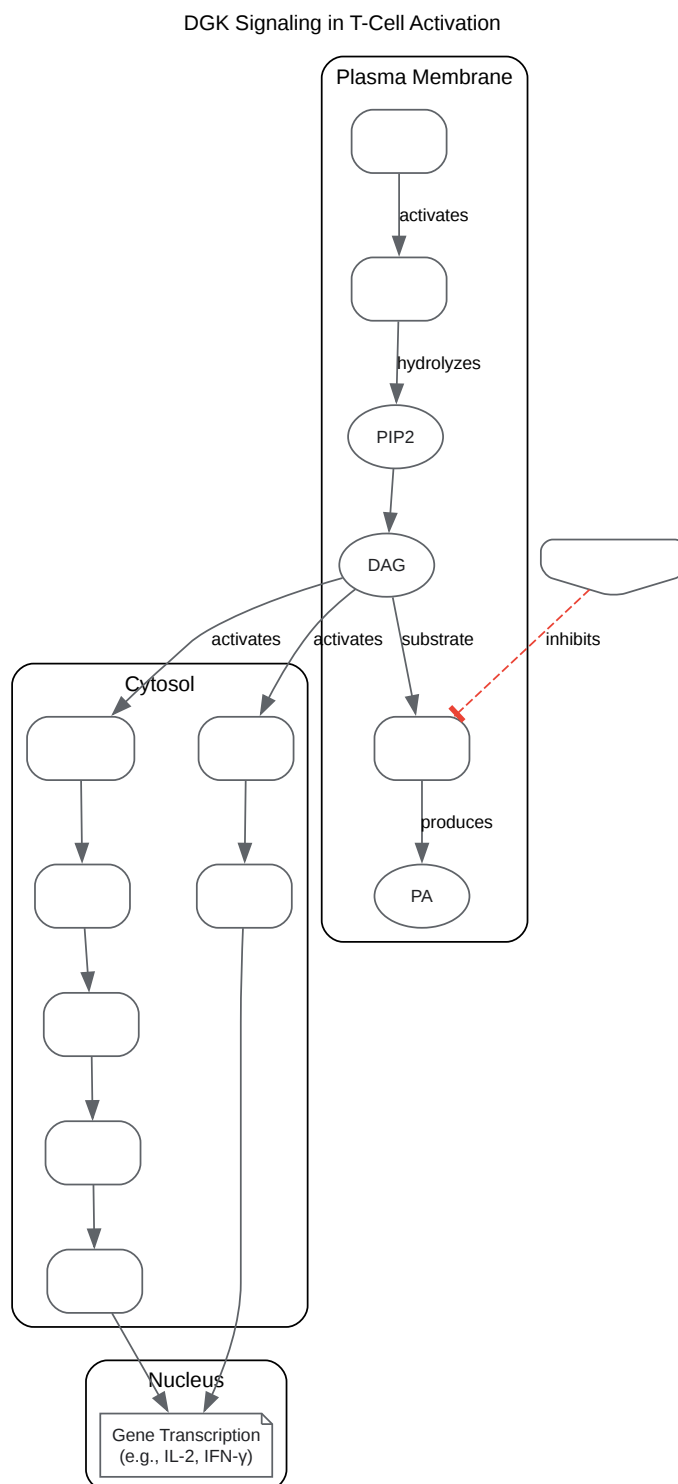 DGK Signaling in T-Cell Activation
Plasma Membrane
activates
hydrolyzes
PIP2
DAG
activates
activates
substrate
inhibits
Cytosol
produces
PA
Nucleus
Gene Transcription
(e.g., IL-2, IFN-γ)